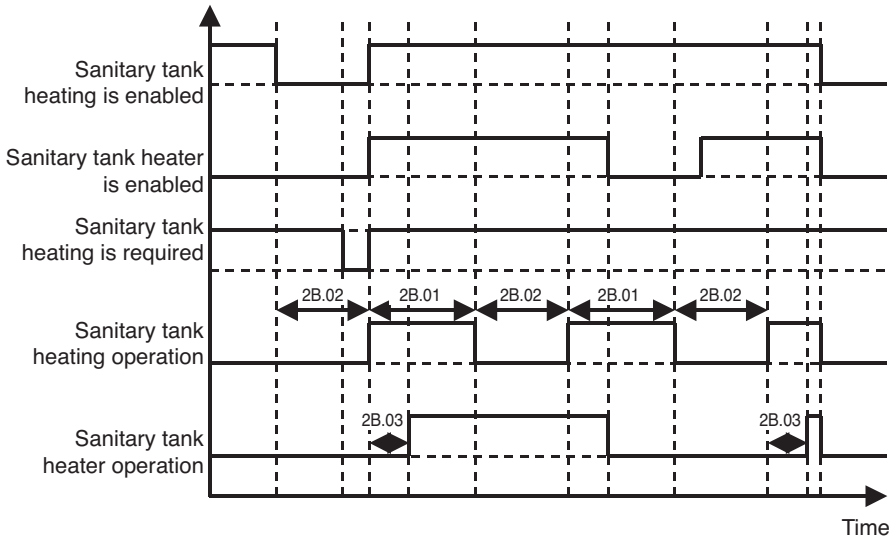 Sanitary tank
heating is enabled
Sanitary tank heater
is enabled
Sanitary tank
heating is required
2B.02 2B.01 2B.02 2B.01 2B.02
Sanitary tank
heating operation
2B.03 2B.03
Sanitary tank
heater operation
Time